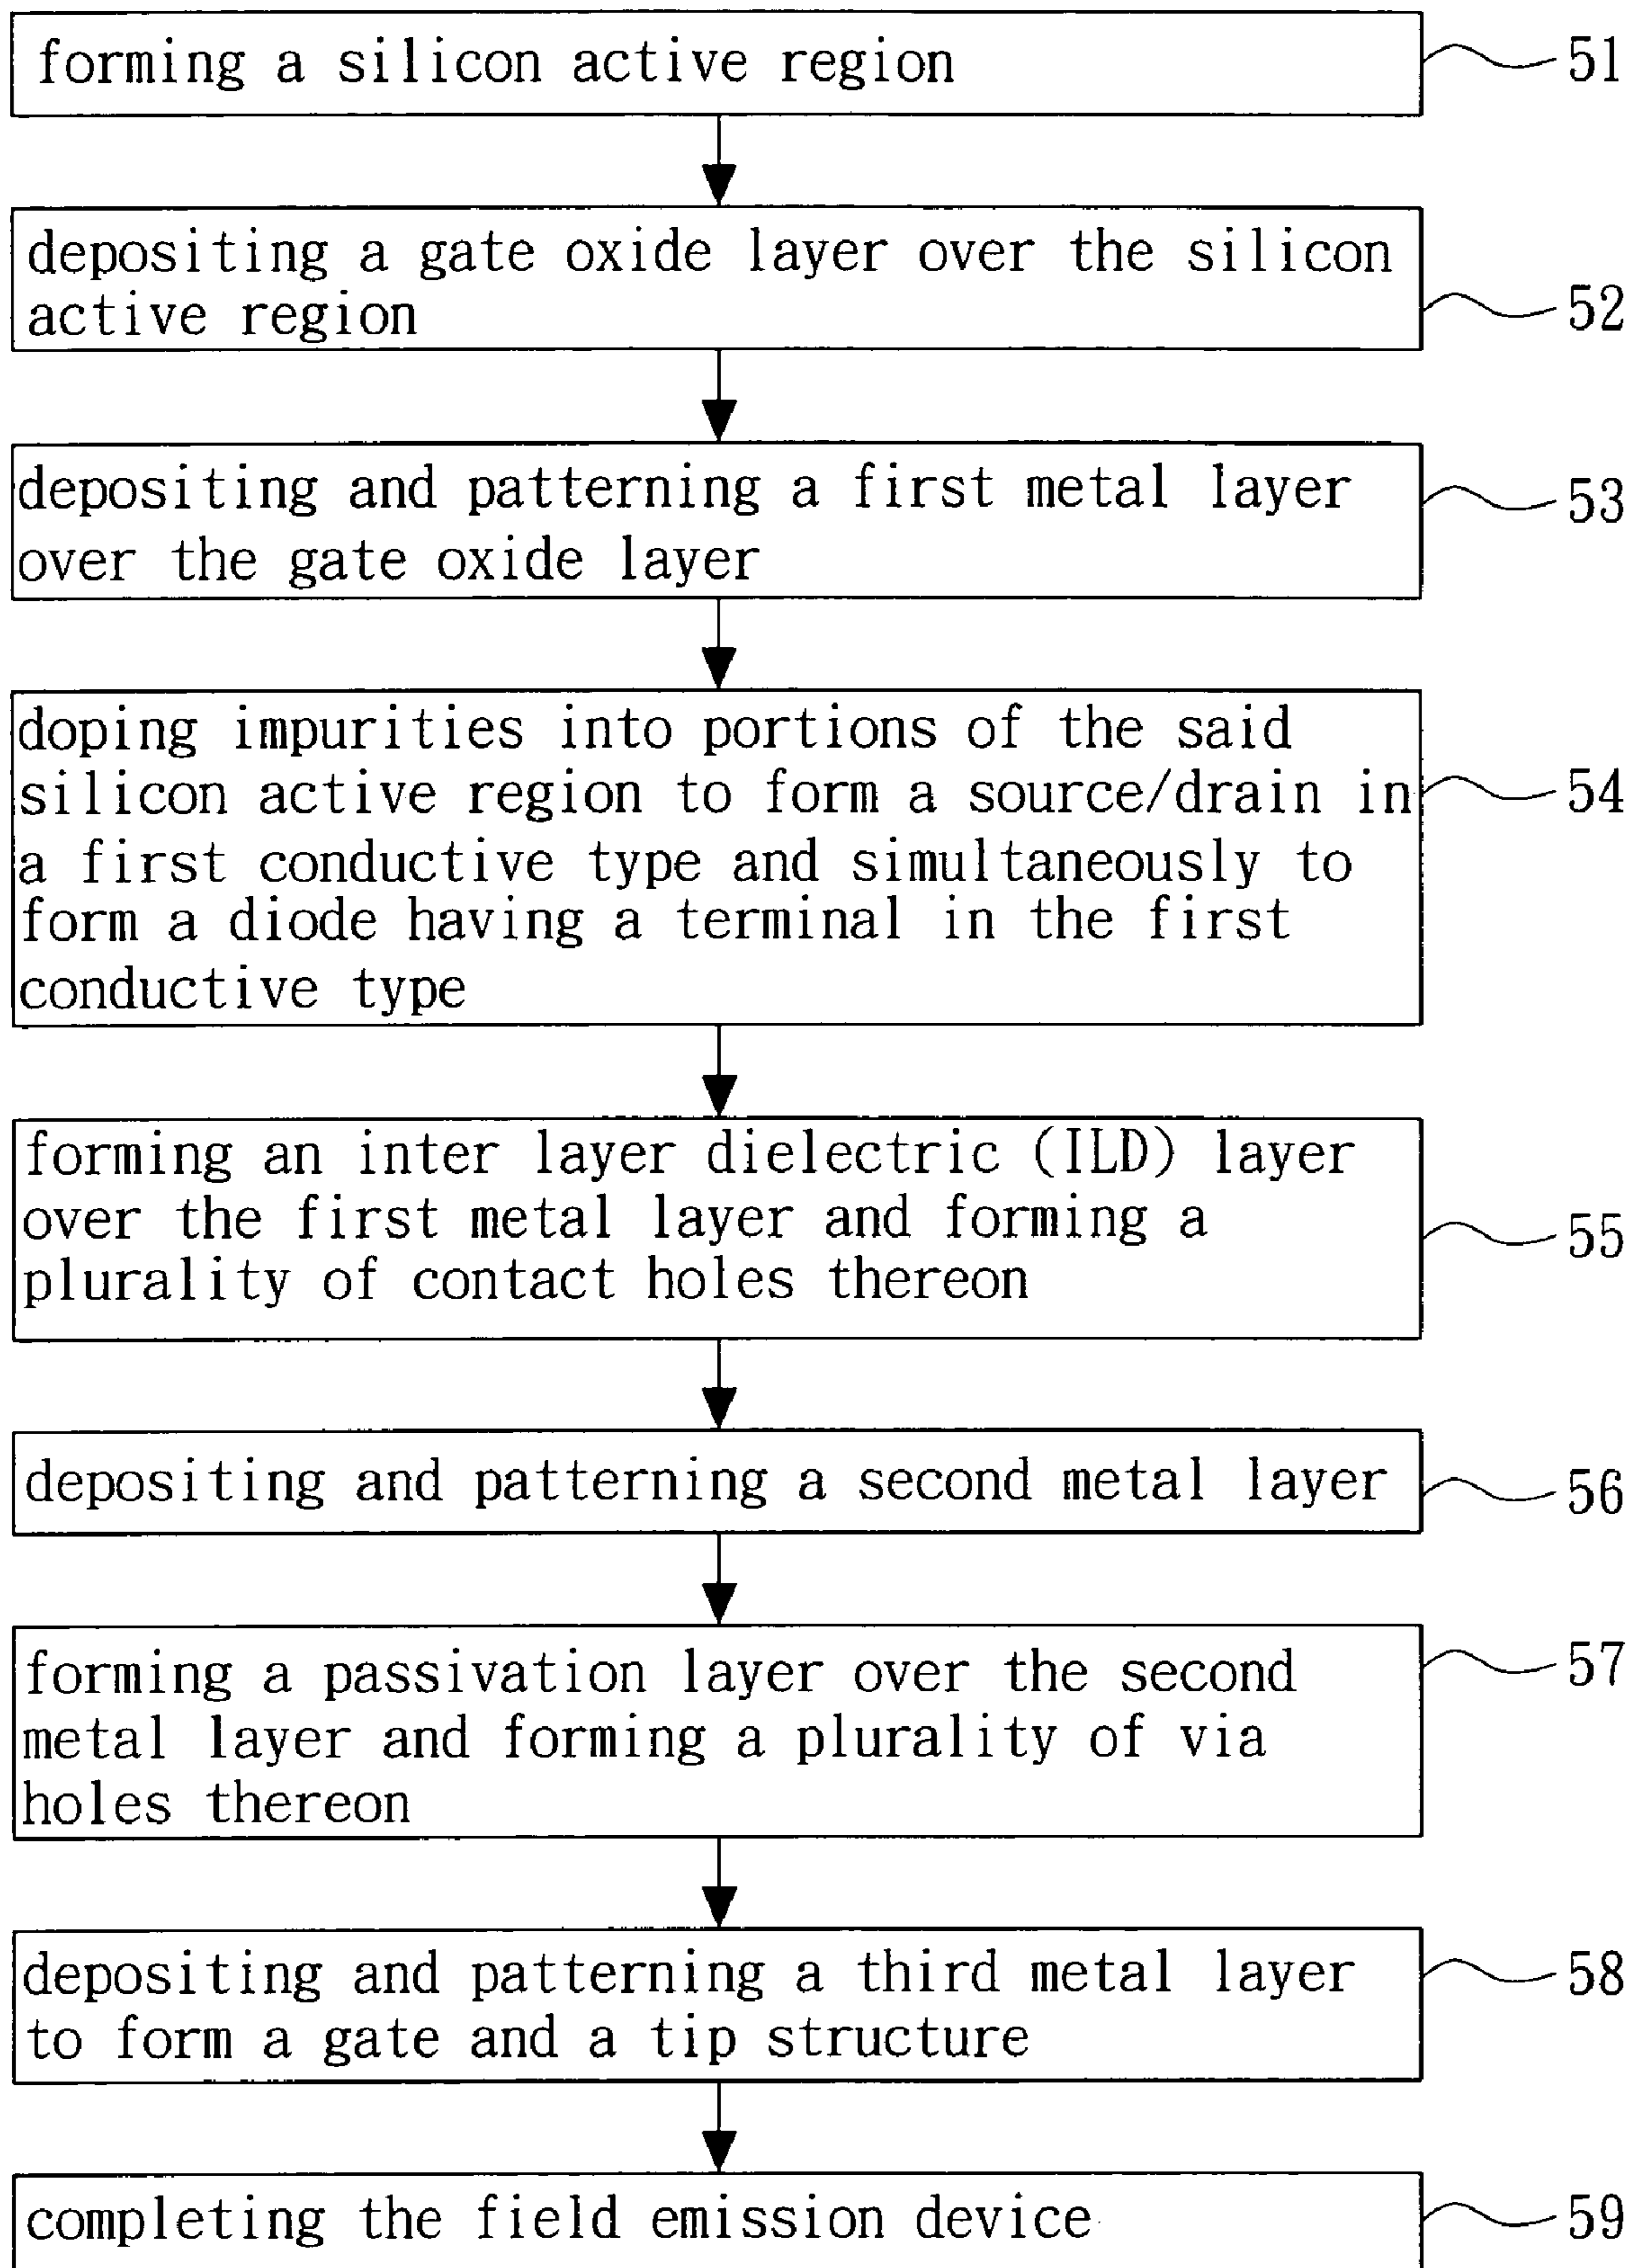 forming a silicon active region
51
depositing a gate oxide layer over the silicon
active region
52
depositing and patterning a first metal layer
over the gate oxide layer
53
doping impurities into portions of the said
silicon active region to form a source/drain in
a first conductive type and simultaneously to
form a diode having a terminal in the first
conductive type
54
forming an inter layer dielectric (ILD) layer
over the first metal layer and forming a
plurality of contact holes thereon
55
depositing and patterning a second metal layer
56
forming a passivation layer over the second
metal layer and forming a plurality of via
holes thereon
57
depositing and patterning a third metal layer
to form a gate and a tip structure
58
completing the field emission device
59